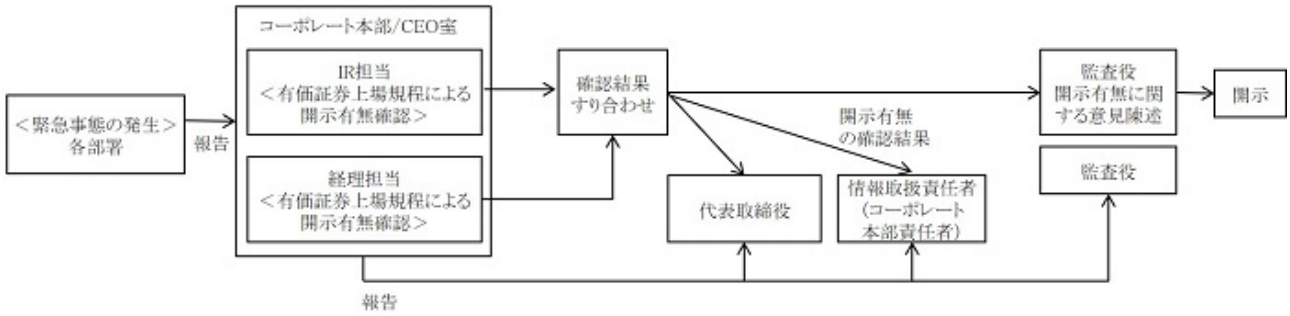 <緊急事態の発生>
各部署
報告
コーポレート本部/CEO室
IR担当
<有価証券上場規程による
開示有無確認>
経理担当
<有価証券上場規程による
開示有無確認>
確認結果
すり合わせ
開示有無
の確認結果
代表取締役
情報取扱責任者
(コーポレート
本部責任者)
監査役
開示有無に関
する意見陳述
監査役
開示
報告